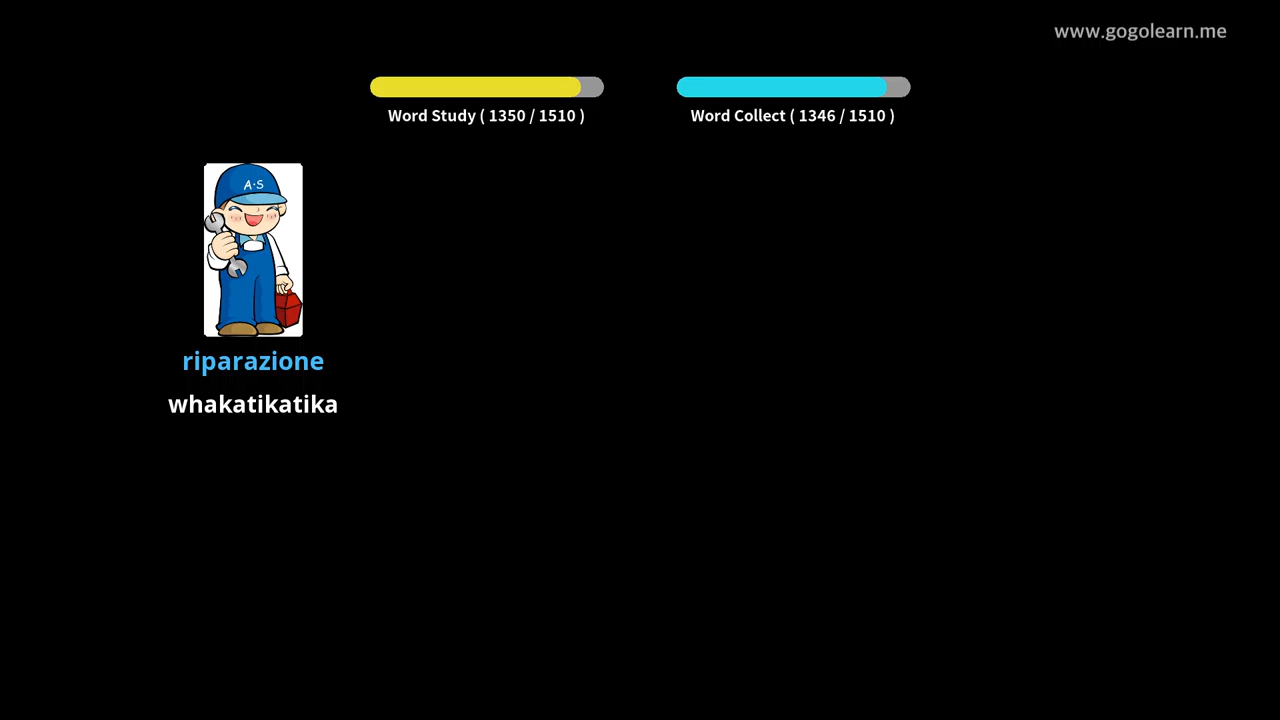 www.gogolearn.me
Word Study ( 1350 / 1510 )
Word Collect ( 1346 / 1510 )
A·S
riparazione
whakatikatika